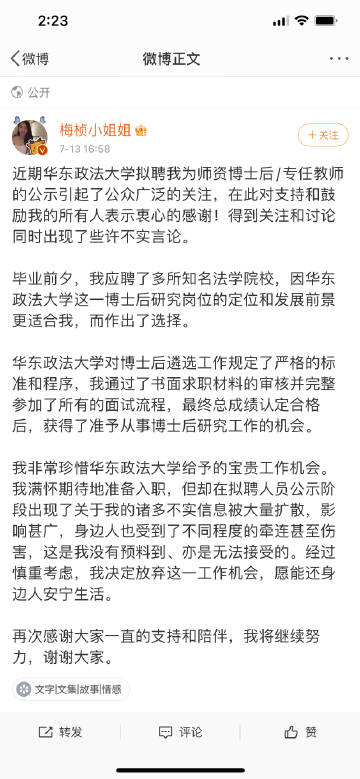 2:23
微博
微博正文
公开
梅桢小姐姐
+关注
7-13 16:58
近期华东政法大学拟聘我为师资博士后/专任教师
的公示引起了公众广泛的关注，在此对支持和鼓
励我的所有人表示衷心的感谢！得到关注和讨论
同时出现了些许不实言论。
毕业前夕，我应聘了多所知名法学院校，因华东
政法大学这一博士后研究岗位的定位和发展前景
更适合我，而作出了选择。
华东政法大学对博士后遴选工作规定了严格的标
准和程序，我通过了书面求职材料的审核并完整
参加了所有的面试流程，最终总成绩认定合格
后，获得了准予从事博士后研究工作的机会。
我非常珍惜华东政法大学给予的宝贵工作机会。
我满怀期待地准备入职，但却在拟聘人员公示阶
段出现了关于我的诸多不实信息被大量扩散，影
响甚广，身边人也受到了不同程度的牵连甚至伤
害，这是我没有预料到、亦是无法接受的。经过
慎重考虑，我决定放弃这一工作机会，愿能还身
边人安宁生活。
再次感谢大家一直的支持和陪伴，我将继续努
力，谢谢大家。
文字|文集|故事|情感
转发
评论
赞